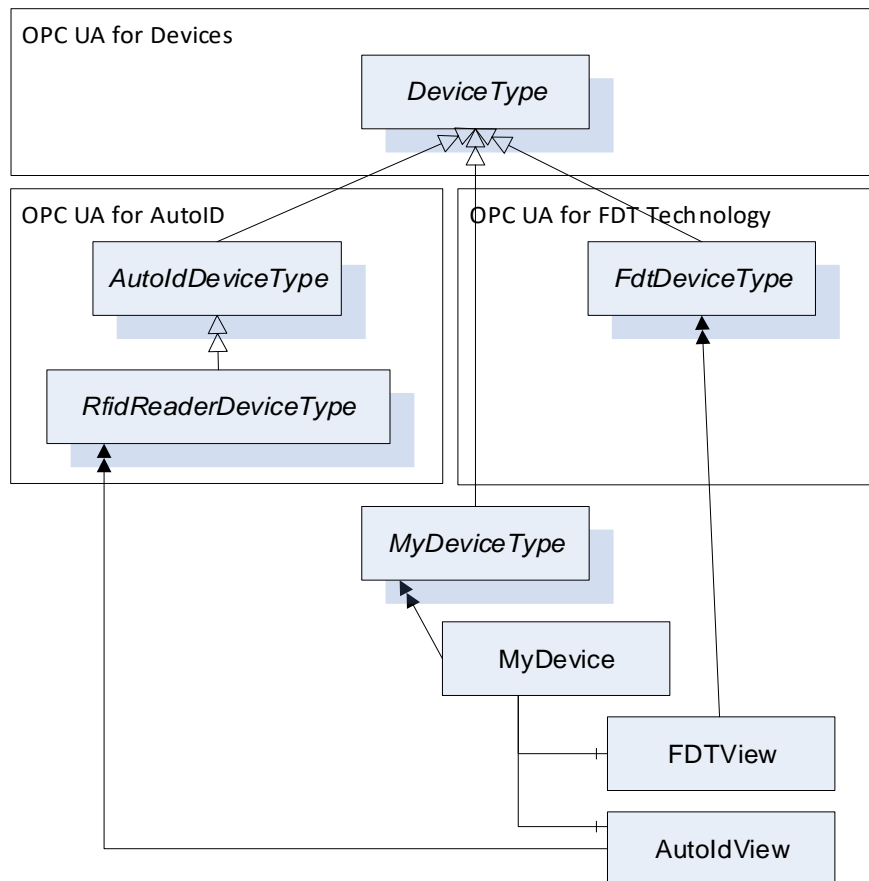 OPC UA for Devices
DeviceType
OPC UA for AutoID
OPC UA for FDT Technology
AutoIdDeviceType
FdtDeviceType
RfidReaderDeviceType
MyDeviceType
MyDevice
FDTView
AutoIdView